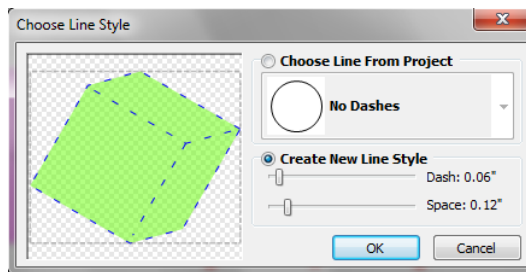 Choose Line Style
Choose Line From Project
No Dashes
Create New Line Style
Dash: 0.06"
Space: 0.12"
OK
Cancel